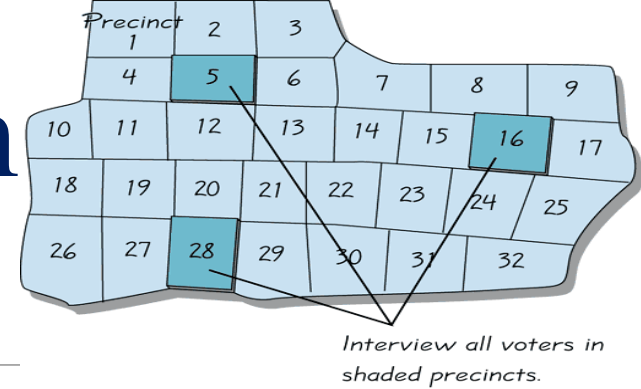 Precinct
1 2 3
4 5 6 7 8 9
10 11 12 13 14 15 16 17
18 19 20 21 22 23 24 25
26 27 28 29 30 31 32
Interview all voters in
shaded precincts.